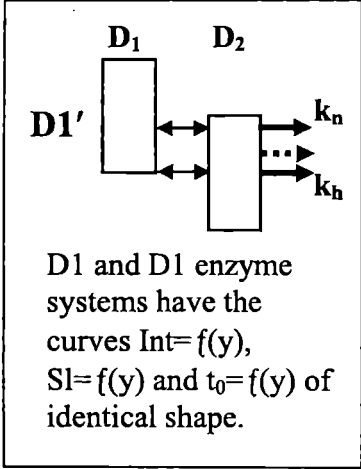 D₁ D₂
D1′
kₙ
kₕ
D1 and D1 enzyme
systems have the
curves Int=f(y),
Sl=f(y) and t₀=f(y) of
identical shape.